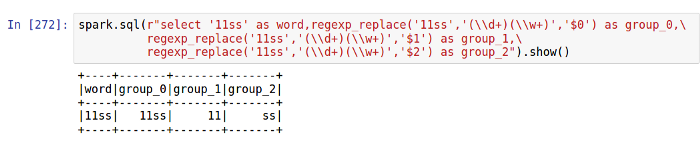 In [272]: spark.sql(r"select '11ss' as word,regexp_replace('11ss','(\\d+)(\\w+)','$0') as group_0,\
regexp_replace('11ss','(\\d+)(\\w+)','$1') as group_1,\
regexp_replace('11ss','(\\d+)(\\w+)','$2') as group_2").show()
+----+-------+-------+-------+
|word|group_0|group_1|group_2|
+----+-------+-------+-------+
|11ss|   11ss|     11|     ss|
+----+-------+-------+-------+